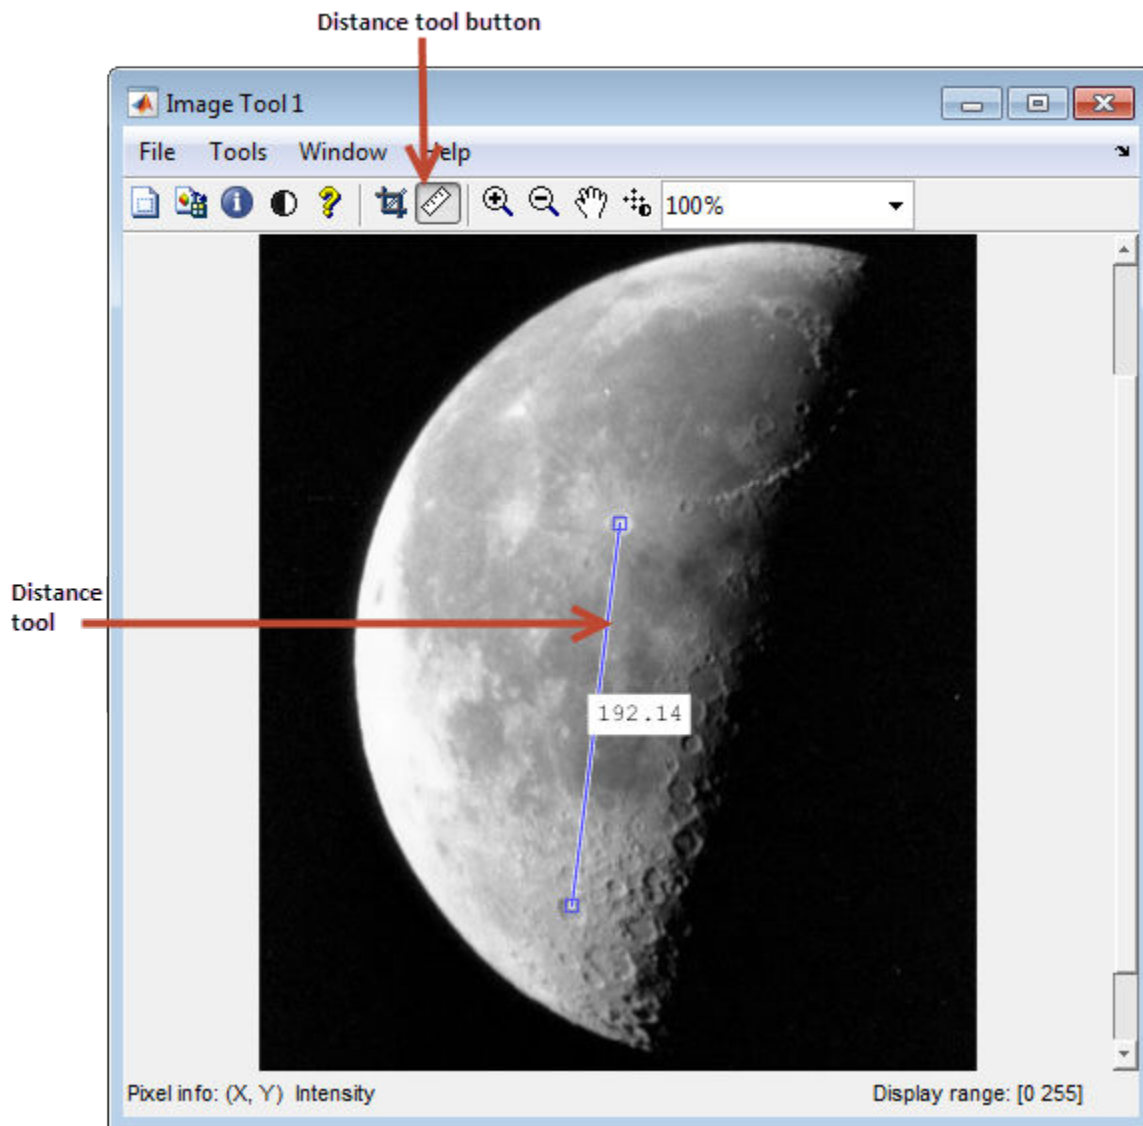 Distance tool button
Image Tool 1
File Tools Window Help
100%
Distance
tool
192.14
Pixel info: (X, Y) Intensity
Display range: [0 255]